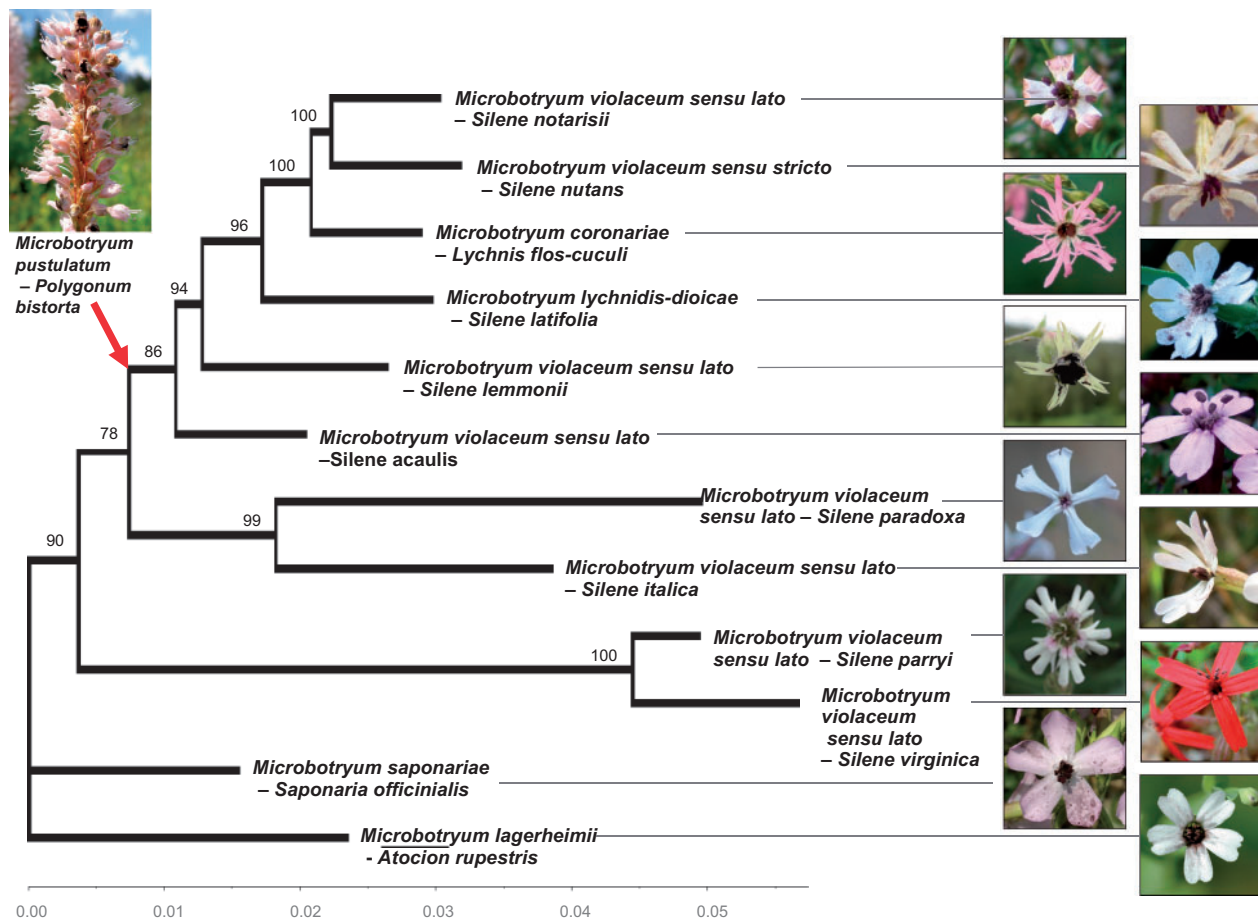 Microbotryum
pustulatum
– Polygonum
bistorta
Microbotryum violaceum sensu lato
– Silene notarisii
Microbotryum violaceum sensu stricto
– Silene nutans
Microbotryum coronariae
– Lychnis flos-cuculi
Microbotryum lychnidis-dioicae
– Silene latifolia
Microbotryum violaceum sensu lato
– Silene lemmonii
Microbotryum violaceum sensu lato
–Silene acaulis
Microbotryum violaceum
sensu lato – Silene paradoxa
Microbotryum violaceum sensu lato
– Silene italica
Microbotryum violaceum
sensu lato – Silene parryi
Microbotryum
violaceum
sensu lato
– Silene virginica
Microbotryum saponariae
– Saponaria officinialis
Microbotryum lagerheimii
- Atocion rupestris
100
100
96
94
86
78
99
90
100
0.00 0.01 0.02 0.03 0.04 0.05